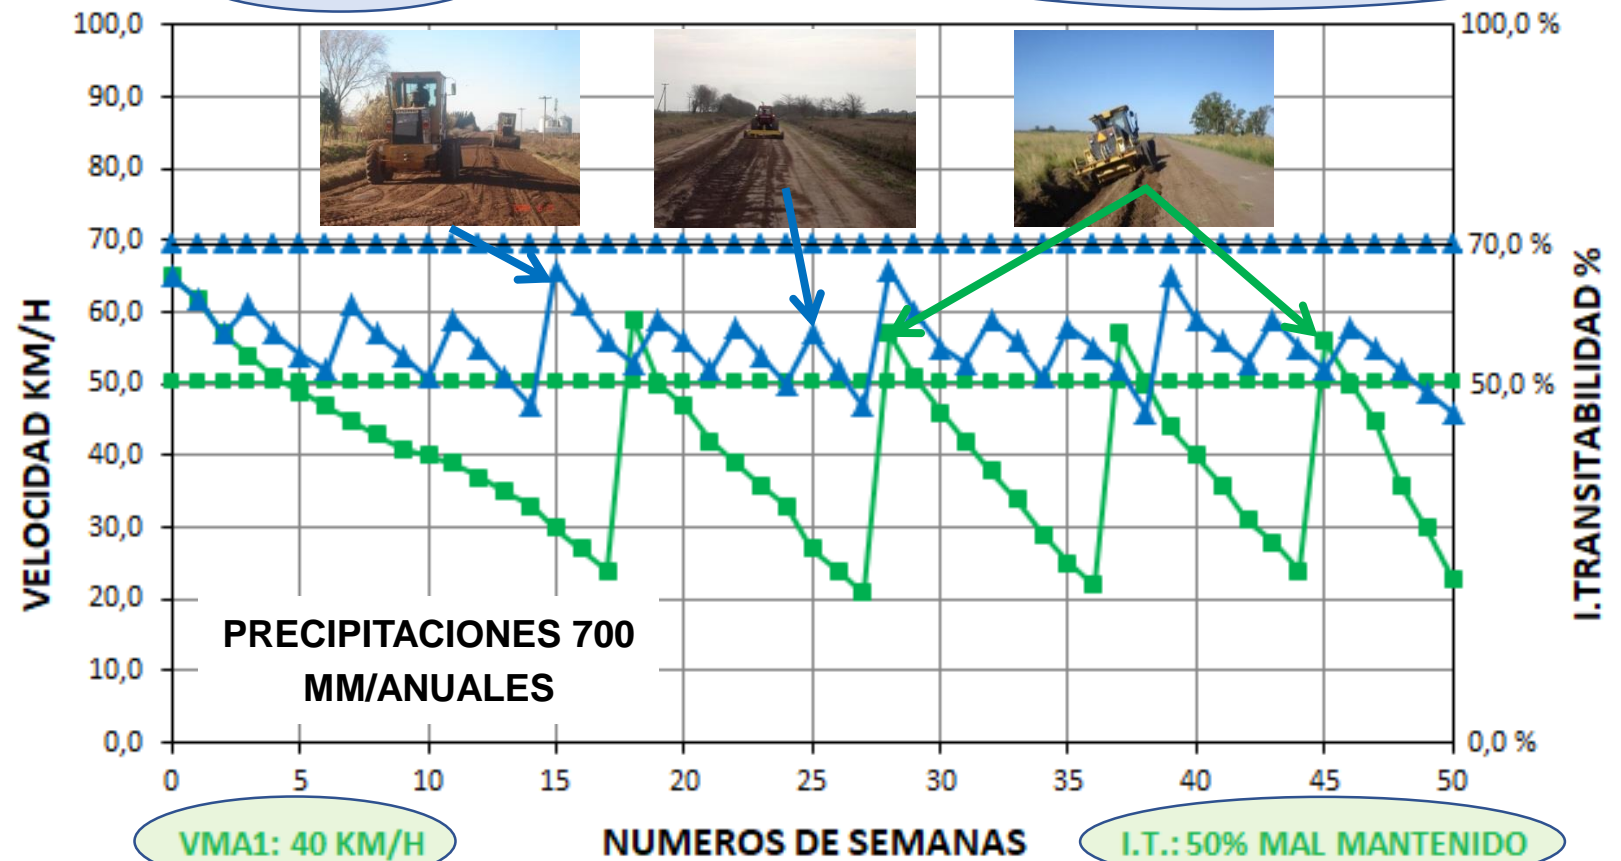 100,0
90,0
80,0
70,0
60,0
50,0
40,0
30,0
20,0
10,0
0,0
VELOCIDAD KM/H
100,0 %
70,0 %
50,0 %
0,0 %
I.TRANSITABILIDAD %
PRECIPITACIONES 700
MM/ANUALES
0 5 10 15 20 25 30 35 40 45 50
VMA1: 40 KM/H
NUMEROS DE SEMANAS
I.T.: 50% MAL MANTENIDO